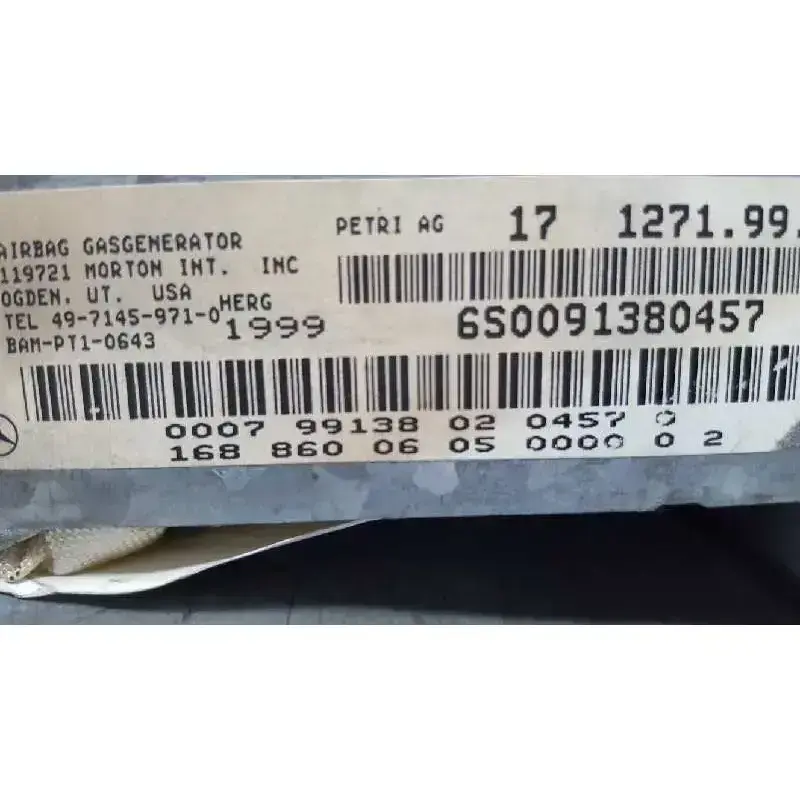 AIRBAG GASGENERATOR
119721 MORTON INT. INC
OGDEN, UT. USA
TEL 49-7145-971-0
BAM-PT1-0643
HERG
1999
PETRI AG 17 1271.99.
6S0091380457
0007 99138 02 0457 0
168 860 06 05 0000 0 2